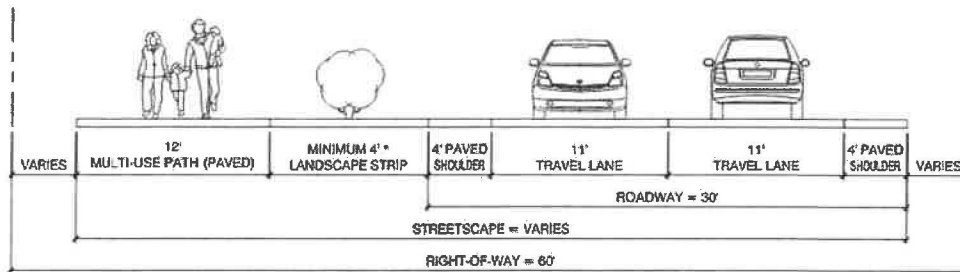 VARIES
12'
MULTI-USE PATH (PAVED)
MINIMUM 4' *
LANDSCAPE STRIP
4' PAVED
SHOULDER
11'
TRAVEL LANE
11'
TRAVEL LANE
4' PAVED
SHOULDER
VARIES
ROADWAY = 30'
STREETSCAPE = VARIES
RIGHT-OF-WAY = 60'